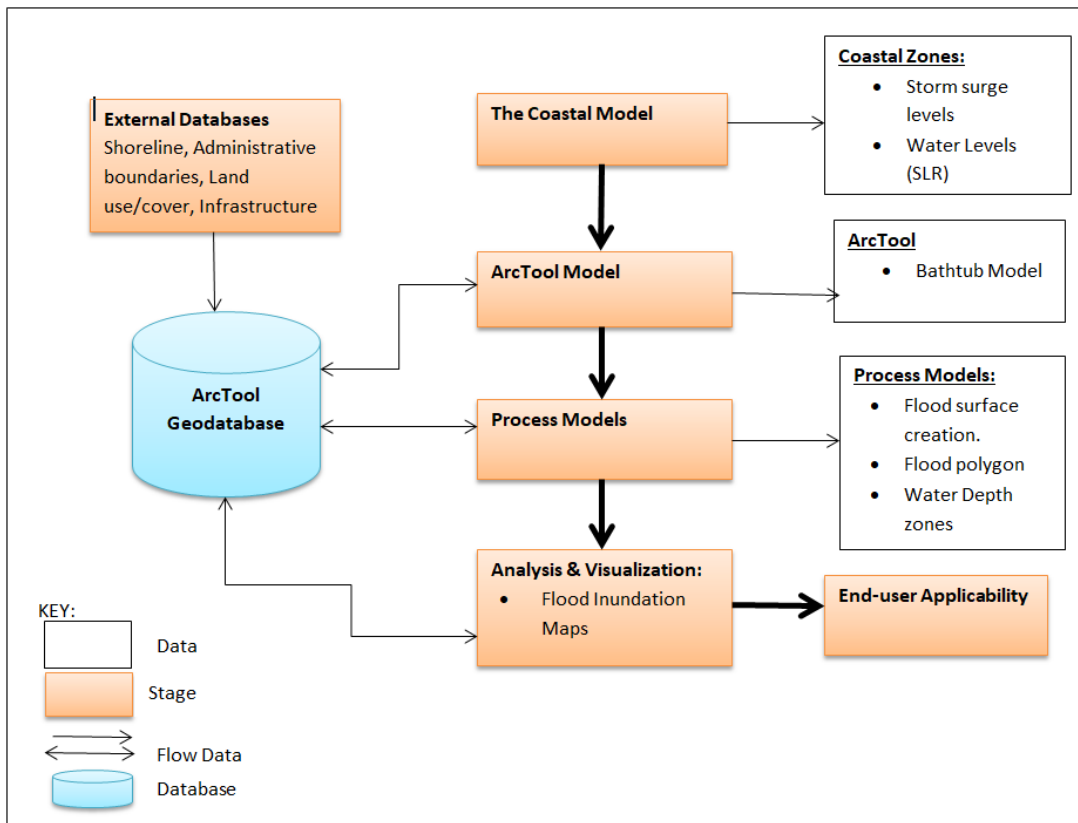 External Databases
Shoreline, Administrative
boundaries, Land
use/cover, Infrastructure
The Coastal Model
Coastal Zones:
• Storm surge
levels
• Water Levels
(SLR)
ArcTool Model
ArcTool
• Bathtub Model
ArcTool
Geodatabase
Process Models
Process Models:
• Flood surface
creation.
• Flood polygon
• Water Depth
zones
Analysis & Visualization:
• Flood Inundation
Maps
End-user Applicability
KEY:
Data
Stage
Flow Data
Database